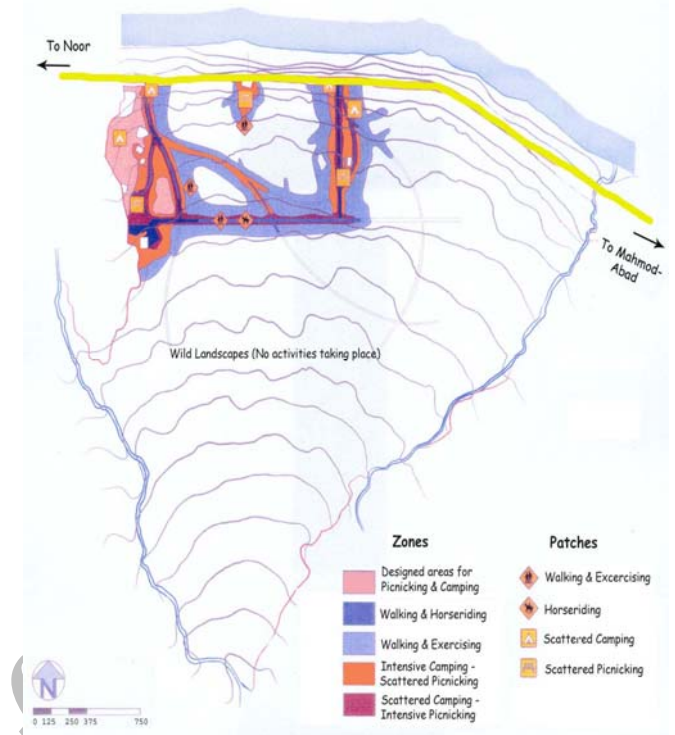 To Noor
To Mahmod-
Abad
Wild Landscapes (No activities taking place)
Zones
Designed areas for
Picnicking & Camping
Walking & Horseriding
Walking & Exercising
Intensive Camping -
Scattered Picnicking
Scattered Camping -
Intensive Picnicking
Patches
Walking & Excercising
Horseriding
Scattered Camping
Scattered Picnicking
N
0 125 250 375 750